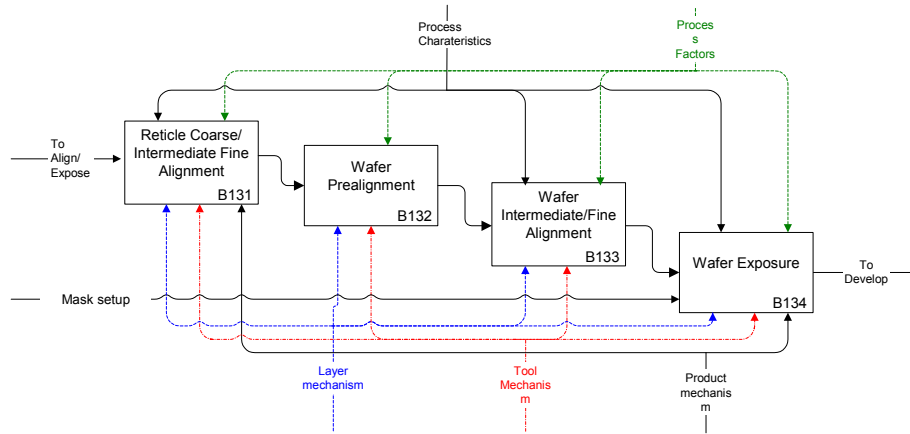 Process
Charateristics
Proces
s
Factors
To
Align/
Expose
Reticle Coarse/
Intermediate Fine
Alignment
B131
Wafer
Prealignment
B132
Wafer
Intermediate/Fine
Alignment
B133
Wafer Exposure
B134
To
Develop
Mask setup
Layer
mechanism
Tool
Mechanis
m
Product
mechanis
m